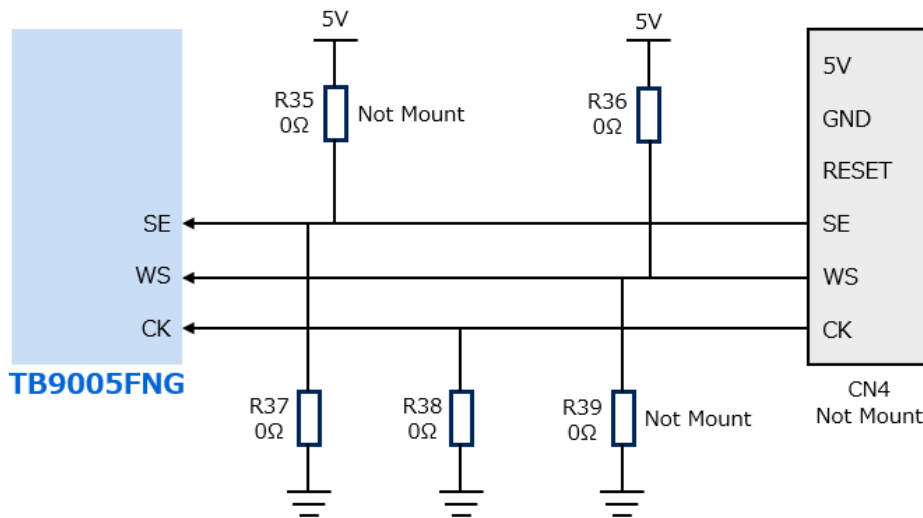 5V
5V
R35
0Ω
Not Mount
R36
0Ω
5V
GND
RESET
SE
WS
CK
SE
WS
CK
TB9005FNG
CN4
Not Mount
R37
0Ω
R38
0Ω
R39
0Ω
Not Mount